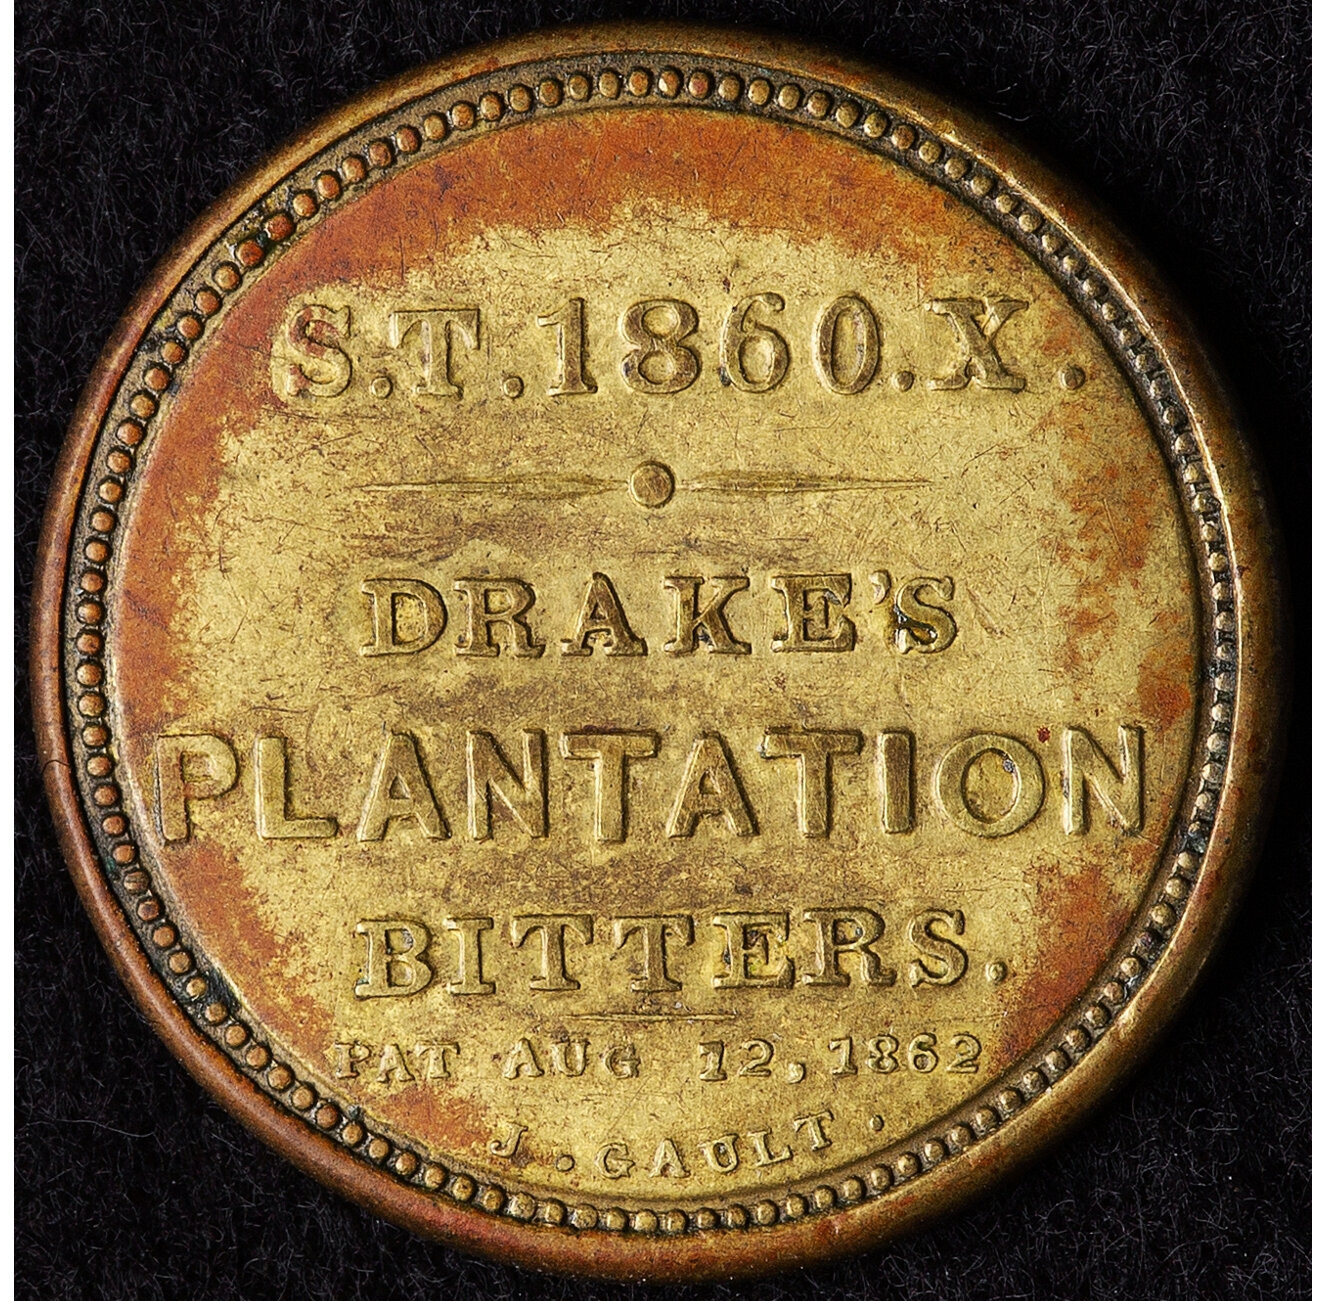 S.T.1860.X.
DRAKE'S
PLANTATION
BITTERS.
PAT AUG 12, 1862
J. GAULT.